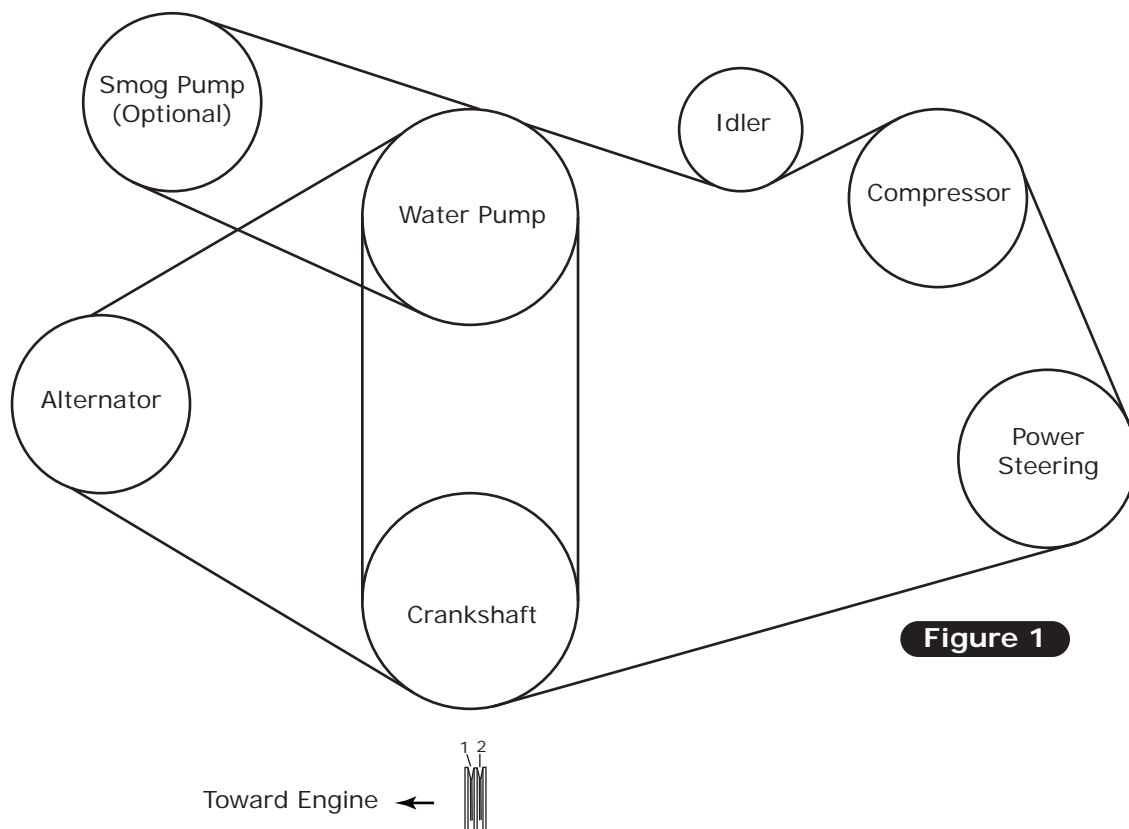 Smog Pump
(Optional)
Idler
Compressor
Water Pump
Alternator
Power
Steering
Crankshaft
Figure 1
1 2
Toward Engine